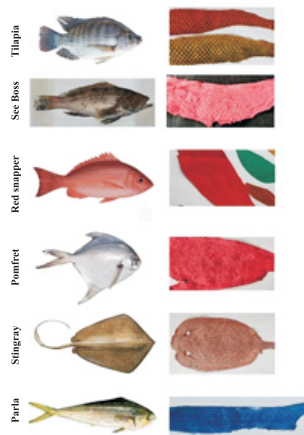 Tilapia
See Boss
Red snapper
Pomfret
Stingray
Parla